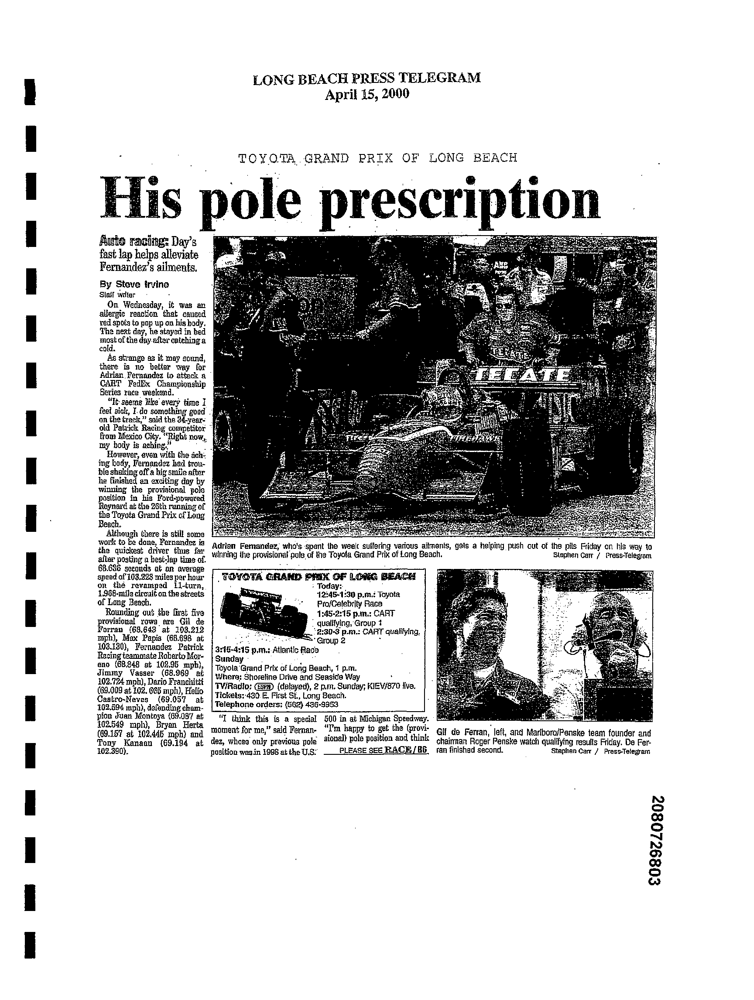 LONG BEACH PRESS TELEGRAM
April 15, 2000
TOYOTA GRAND PRIX OF LONG BEACH
His pole prescription
Auto racing: Day's
fast lap helps alleviate
Fernandez's ailments.
By Steve Irvine
Staff writer
On Wednesday, it was an
allergic reaction that caused
red spots to pop up on his body.
The next day, he stayed in bed
most of the day after catching a
cold.
As strange as it may sound,
there is no better way for
Adrian Fernandez to attack a
CART FedEx Championship
Series race weekend.
"It seems like every time I
feel sick, I do something good
on the track," said the 34-year-
old Patrick Racing competitor
from Mexico City. "Right now,
my body is aching."
However, even with the ach-
ing body, Fernandez had trou-
ble shaking off a big smile after
he finished an exciting day by
winning the provisional pole
position in his Ford-powered
Reynard at the 26th running of
the Toyota Grand Prix of Long
Beach.
Although there is still some
work to be done, Fernandez is
the quickest driver thus far
after posting a best-lap time of
68.636 seconds at an average
speed of 103.223 miles per hour
on the revamped 11-turn,
1.968-mile circuit on the streets
of Long Beach.
Rounding out the first five
provisional rows are Gil de
Ferran (68.643 at 103.212
mph), Max Papis (68.698 at
103.130), Fernandez Patrick
Racing teammate Roberto Mor-
eno (68.848 at 102.95 mph),
Jimmy Vasser (68.969 at
102.724 mph), Dario Franchitti
(69.009 at 102.665 mph), Helio
Castro-Neves (69.057 at
102.594 mph), defending cham-
pion Juan Montoya (69.087 at
102.549 mph), Bryan Herta
(69.157 at 102.445 mph) and
Tony Kanaan (69.194 at
102.390).
TECATE
Firestone
FIREHAWK
Adrian Fernandez, who's spent the week suffering various ailments, gets a helping push out of the pits Friday on his way to
winning the provisional pole of the Toyota Grand Prix of Long Beach.
Stephen Carr / Press-Telegram
TOYOTA GRAND PRIX OF LONG BEACH
Today:
12:45-1:30 p.m.: Toyota
Pro/Celebrity Race
1:45-2:15 p.m.: CART
qualifying, Group 1
2:30-3 p.m.: CART qualifying,
Group 2
3:15-4:15 p.m.: Atlantic Race
Sunday
Toyota Grand Prix of Long Beach, 1 p.m.
Where: Shoreline Drive and Seaside Way
TV/Radio: ESPN (delayed), 2 p.m. Sunday; KIEV/870 live.
Tickets: 430 E. First St., Long Beach.
Telephone orders: (562) 436-9953
"I think this is a special
moment for me," said Fernan-
dez, whose only previous pole
position was in 1998 at the U.S.
500 in at Michigan Speedway.
"I'm happy to get the (provi-
sional) pole position and think
PLEASE SEE RACE/B6
Gil de Ferran, left, and Marlboro/Penske team founder and
chairman Roger Penske watch qualifying results Friday. De Fer-
ran finished second.
Stephen Carr / Press-Telegram
2080726803